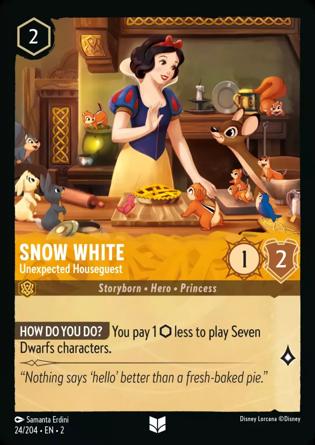 2
SNOW WHITE
Unexpected Houseguest
1
2
Storyborn • Hero • Princess
HOW DO YOU DO? You pay 1 less to play Seven
Dwarfs characters.
“Nothing says ‘hello’ better than a fresh-baked pie.”
Samanta Erdini
Disney Lorcana ©Disney
24/204 • EN • 2